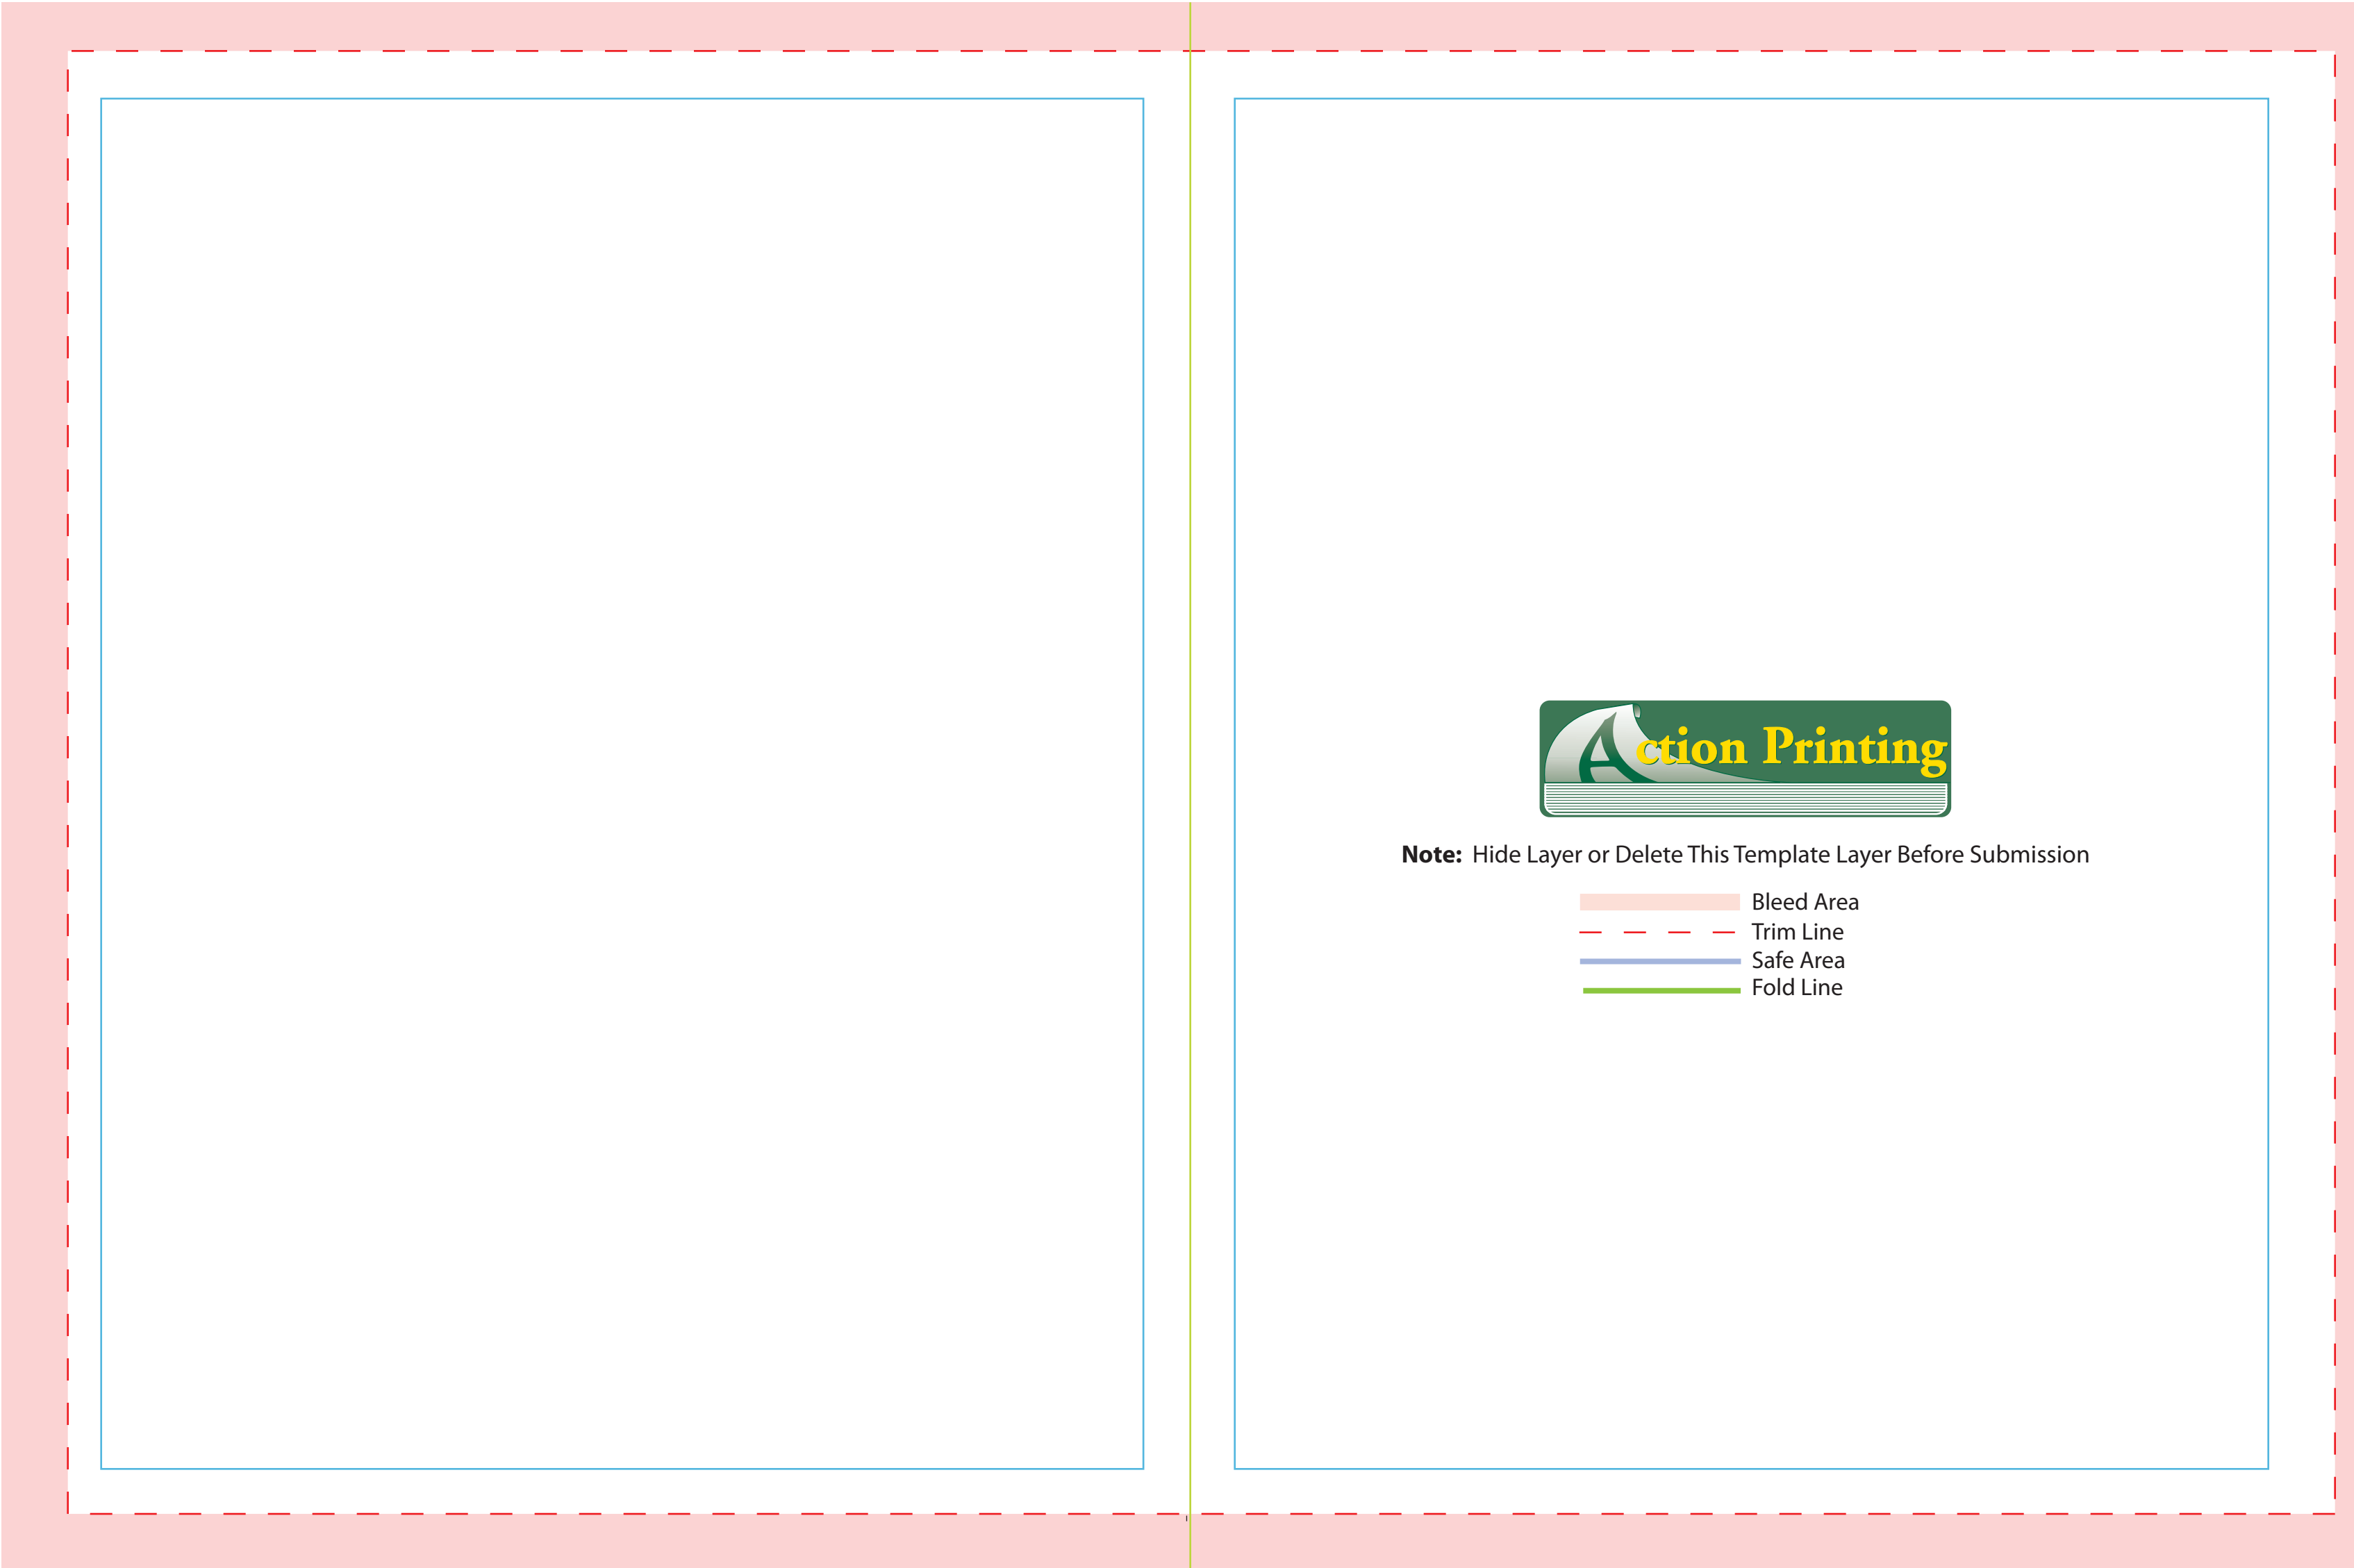 Action Printing
Note: Hide Layer or Delete This Template Layer Before Submission
Bleed Area
Trim Line
Safe Area
Fold Line